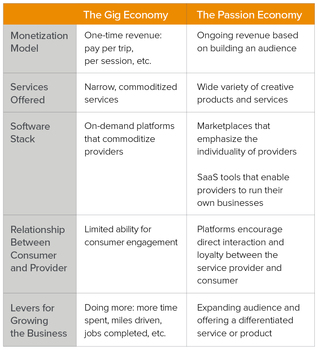 The Gig Economy
The Passion Economy
Monetization
Model
One-time revenue:
pay per trip,
per session, etc.
Ongoing revenue based
on building an audience
Services
Offered
Narrow, commoditized
services
Wide variety of creative
products and services
Software
Stack
On-demand platforms
that commoditize
providers
Marketplaces that
emphasize the
individuality of providers
SaaS tools that enable
providers to run their
own businesses
Relationship
Between
Consumer
and Provider
Limited ability for
consumer engagement
Platforms encourage
direct interaction and
loyalty between the
service provider and
consumer
Levers for
Growing
the Business
Doing more: more time
spent, miles driven,
jobs completed, etc.
Expanding audience and
offering a differentiated
service or product